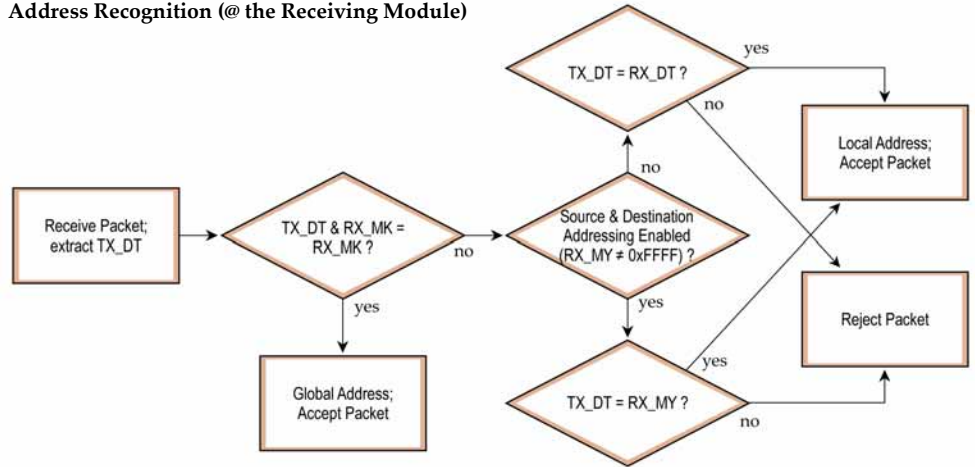 Address Recognition (@ the Receiving Module)
Receive Packet;
extract TX_DT
TX_DT & RX_MK =
RX_MK ?
yes
no
Global Address;
Accept Packet
Source & Destination
Addressing Enabled
(RX_MY ≠ 0xFFFF) ?
no
yes
TX_DT = RX_DT ?
yes
no
TX_DT = RX_MY ?
yes
no
Local Address;
Accept Packet
Reject Packet